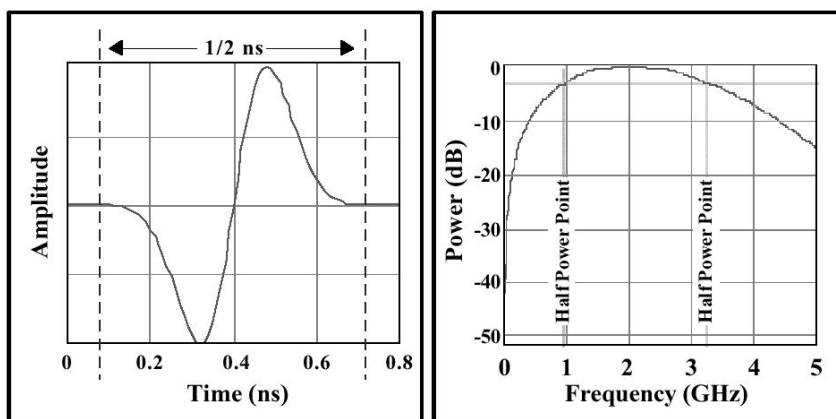 1/2 ns
Amplitude
0 0.2 0.4 0.6 0.8
Time (ns)
0
-10
-20
-30
-40
-50
Power (dB)
Half Power Point
Half Power Point
0 1 2 3 4 5
Frequency (GHz)